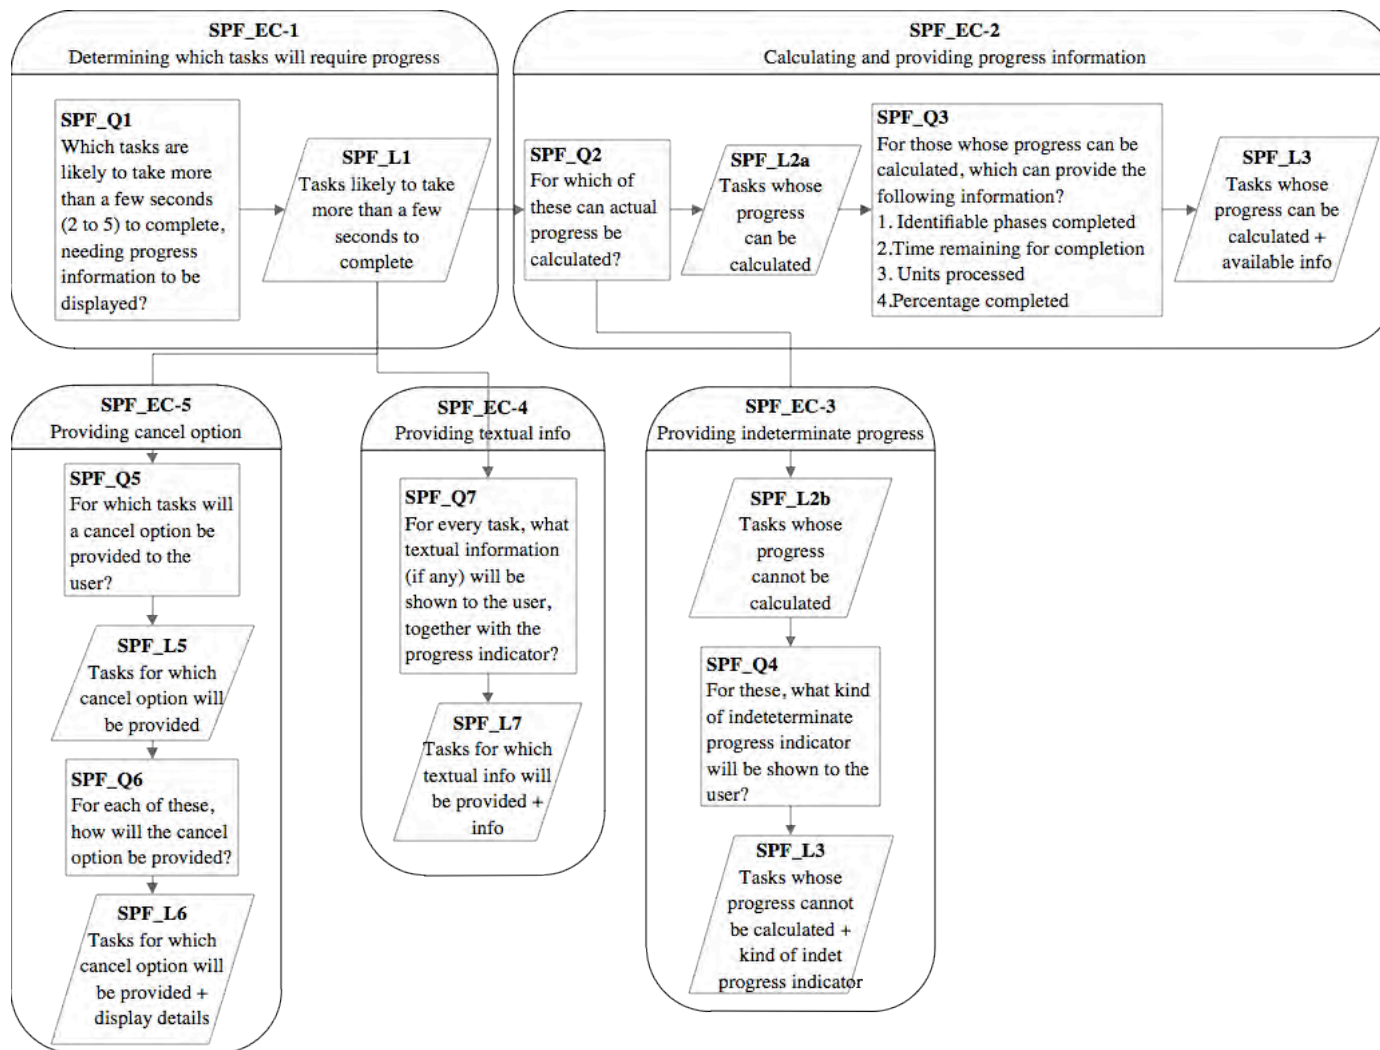 SPF_EC-1
Determining which tasks will require progress
SPF_Q1
Which tasks are
likely to take more
than a few seconds
(2 to 5) to complete,
needing progress
information to be
displayed?
SPF_L1
Tasks likely to take
more than a few
seconds to
complete
SPF_EC-2
Calculating and providing progress information
SPF_Q2
For which of
these can actual
progress be
calculated?
SPF_L2a
Tasks whose
progress
can be
calculated
SPF_Q3
For those whose progress can be
calculated, which can provide the
following information?
1. Identifiable phases completed
2.Time remaining for completion
3. Units processed
4.Percentage completed
SPF_L3
Tasks whose
progress can be
calculated +
available info
SPF_EC-5
Providing cancel option
SPF_Q5
For which tasks will
a cancel option be
provided to the
user?
SPF_L5
Tasks for which
cancel option will
be provided
SPF_Q6
For each of these,
how will the cancel
option be provided?
SPF_L6
Tasks for which
cancel option will
be provided +
display details
SPF_EC-4
Providing textual info
SPF_Q7
For every task, what
textual information
(if any) will be
shown to the user,
together with the
progress indicator?
SPF_L7
Tasks for which
textual info will
be provided +
info
SPF_EC-3
Providing indeterminate progress
SPF_L2b
Tasks whose
progress
cannot be
calculated
SPF_Q4
For these, what kind
of indeteterminate
progress indicator
will be shown to the
user?
SPF_L3
Tasks whose
progress cannot
be calculated +
kind of indet
progress indicator